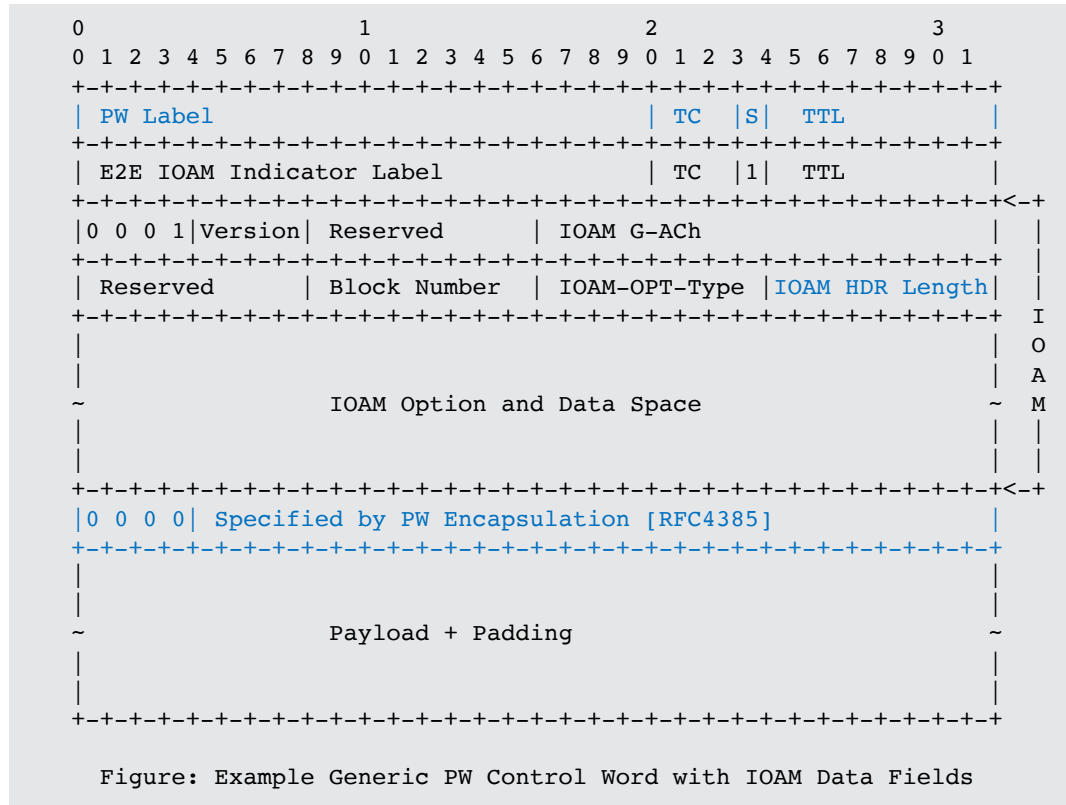 0                   1                   2                   3
0 1 2 3 4 5 6 7 8 9 0 1 2 3 4 5 6 7 8 9 0 1 2 3 4 5 6 7 8 9 0 1
+-+-+-+-+-+-+-+-+-+-+-+-+-+-+-+-+-+-+-+-+-+-+-+-+-+-+-+-+-+-+-+-+
| PW Label                              | TC  |S|  TTL          |
+-+-+-+-+-+-+-+-+-+-+-+-+-+-+-+-+-+-+-+-+-+-+-+-+-+-+-+-+-+-+-+-+
| E2E IOAM Indicator Label              | TC  |1|  TTL          |
+-+-+-+-+-+-+-+-+-+-+-+-+-+-+-+-+-+-+-+-+-+-+-+-+-+-+-+-+-+-+-+-+<-+
|0 0 0 1|Version| Reserved      | IOAM G-ACh                    |  |
+-+-+-+-+-+-+-+-+-+-+-+-+-+-+-+-+-+-+-+-+-+-+-+-+-+-+-+-+-+-+-+-+  |
| Reserved      | Block Number  | IOAM-OPT-Type |IOAM HDR Length|  |
+-+-+-+-+-+-+-+-+-+-+-+-+-+-+-+-+-+-+-+-+-+-+-+-+-+-+-+-+-+-+-+-+  I
|                                                               |  O
|                                                               |  A
~                 IOAM Option and Data Space                    ~  M
|                                                               |  |
|                                                               |  |
+-+-+-+-+-+-+-+-+-+-+-+-+-+-+-+-+-+-+-+-+-+-+-+-+-+-+-+-+-+-+-+-+<-+
|0 0 0 0| Specified by PW Encapsulation [RFC4385]               |
+-+-+-+-+-+-+-+-+-+-+-+-+-+-+-+-+-+-+-+-+-+-+-+-+-+-+-+-+-+-+-+-+
|                                                               |
|                                                               |
~                 Payload + Padding                             ~
|                                                               |
|                                                               |
+-+-+-+-+-+-+-+-+-+-+-+-+-+-+-+-+-+-+-+-+-+-+-+-+-+-+-+-+-+-+-+-+
Figure: Example Generic PW Control Word with IOAM Data Fields